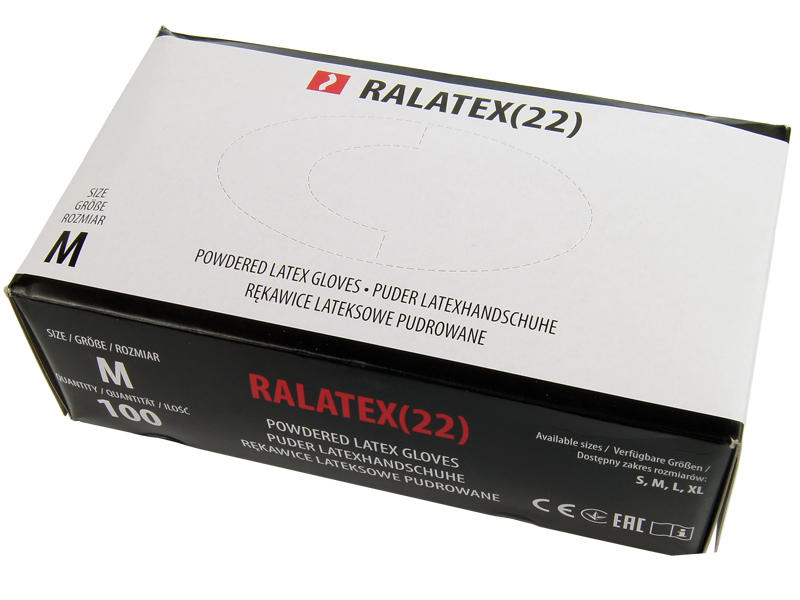 RALATEX(22)
SIZE
GRÖßE
ROZMIAR
M
POWDERED LATEX GLOVES • PUDER LATEXHANDSCHUHE
RĘKAWICE LATEKSOWE PUDROWANE
SIZE / GRÖßE / ROZMIAR
M
QUANTITY / QUANTITÄT / ILOŚĆ
100
RALATEX(22)
POWDERED LATEX GLOVES
PUDER LATEXHANDSCHUHE
RĘKAWICE LATEKSOWE PUDROWANE
Available sizes / Verfügbare Größen /
Dostępny zakres rozmiarów:
S, M, L, XL
CE EAC i